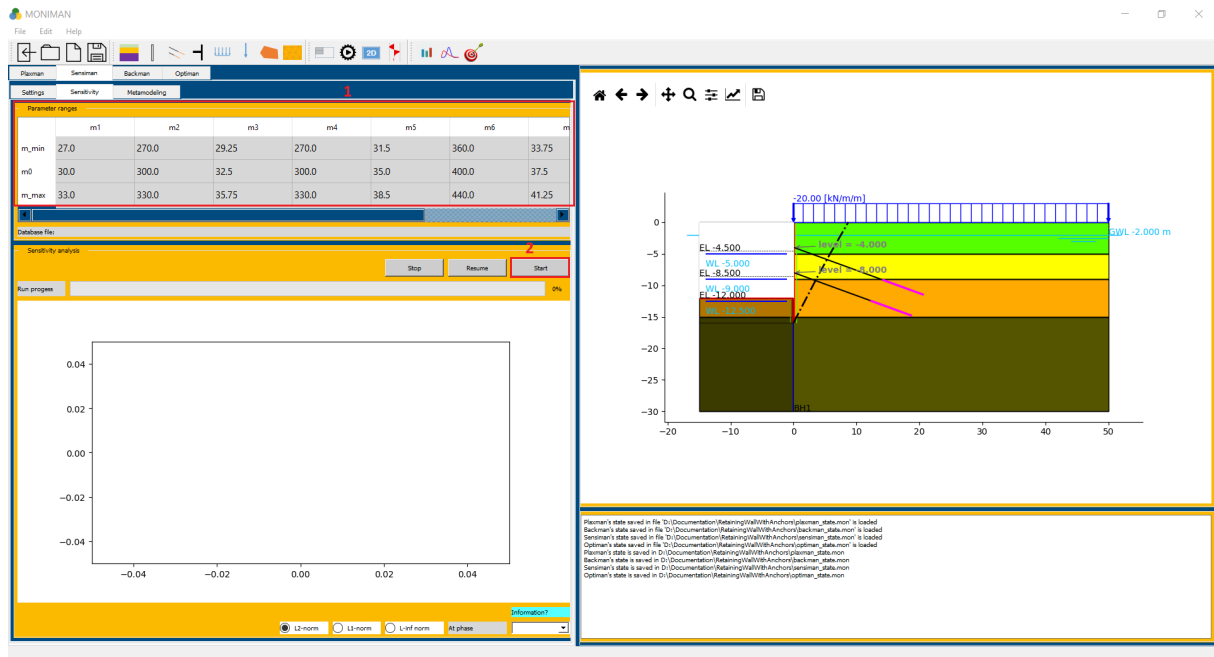 MONIMAN
File Edit Help
2D
Plaxman Sensiman Backman Optiman
Settings Sensitivity Metamodeling
1
Parameter ranges
m1 m2 m3 m4 m5 m6 m
m_min 27.0 270.0 29.25 270.0 31.5 360.0 33.75
m0 30.0 300.0 32.5 300.0 35.0 400.0 37.5
m_max 33.0 330.0 35.75 330.0 38.5 440.0 41.25
Database file:
Sensitivity analysis
2
Stop Resume Start
Run progess 0%
0.04
0.02
0.00
−0.02
−0.04
−0.04 −0.02 0.00 0.02 0.04
Information?
L2-norm L1-norm L-inf norm At phase
-20.00 [kN/m/m]
GWL -2.000 m
EL -4.500
level = -4.000
WL -5.000
EL -8.500
level = -8.000
WL -9.000
EL -12.000
WL -12.500
BH1
0
−5
−10
−15
−20
−25
−30
−20 −10 0 10 20 30 40 50
Plaxman's state saved in file 'D:\Documentation\RetainingWallWithAnchors\plaxman_state.mon' is loaded
Backman's state saved in file 'D:\Documentation\RetainingWallWithAnchors\backman_state.mon' is loaded
Sensiman's state saved in file 'D:\Documentation\RetainingWallWithAnchors\sensiman_state.mon' is loaded
Optiman's state saved in file 'D:\Documentation\RetainingWallWithAnchors\optiman_state.mon' is loaded
Plaxman's state is saved in D:\Documentation\RetainingWallWithAnchors\plaxman_state.mon
Backman's state is saved in D:\Documentation\RetainingWallWithAnchors\backman_state.mon
Sensiman's state is saved in D:\Documentation\RetainingWallWithAnchors\sensiman_state.mon
Optiman's state is saved in D:\Documentation\RetainingWallWithAnchors\optiman_state.mon